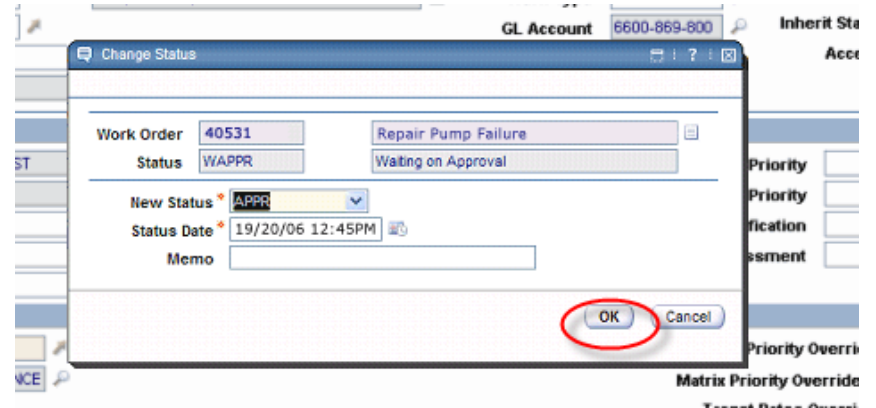 GL Account 6600-869-800 Inherit Sta
Change Status ?
Acce
Work Order 40531 Repair Pump Failure
ST Status WAPPR Waiting on Approval Priority
New Status * APPR Priority
Status Date * 19/20/06 12:45PM fication
Memo ssment
OK Cancel
Priority Overri
NCE Matrix Priority Override